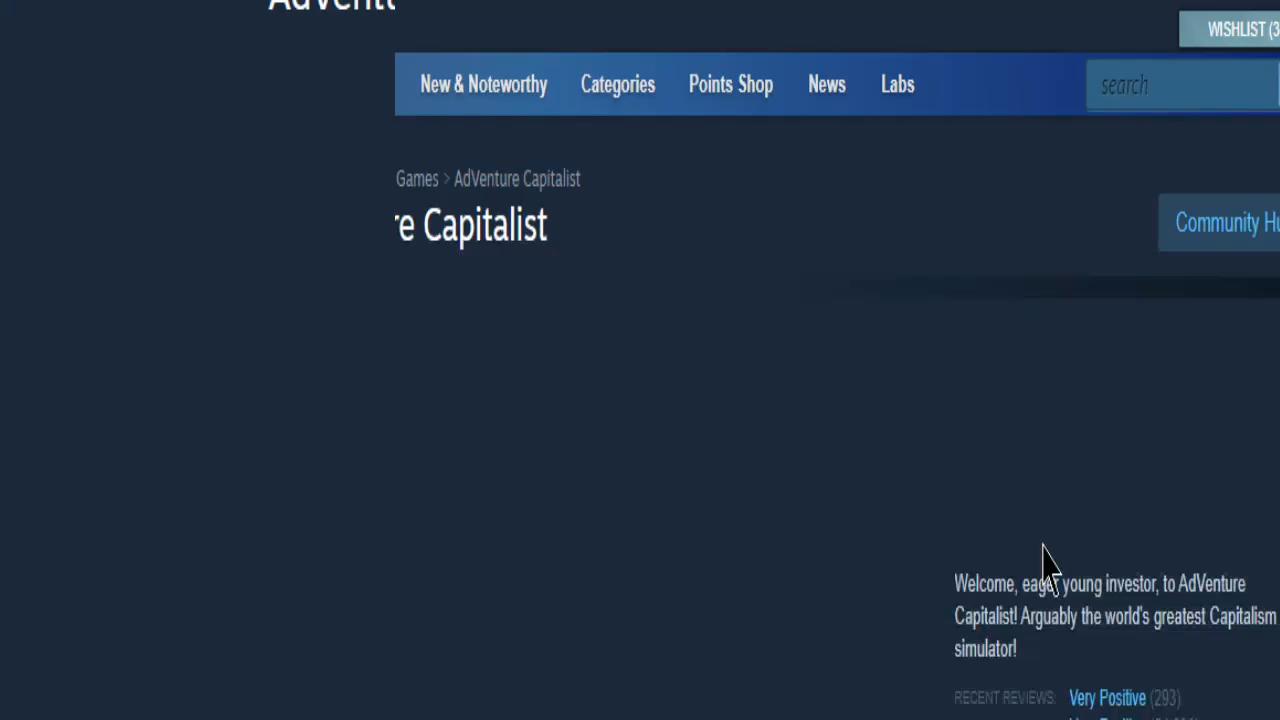 WISHLIST (3
New & Noteworthy Categories Points Shop News Labs search
Games > AdVenture Capitalist
re Capitalist
Community Hu
Welcome, eager young investor, to AdVenture
Capitalist! Arguably the world's greatest Capitalism
simulator!
RECENT REVIEWS: Very Positive (293)